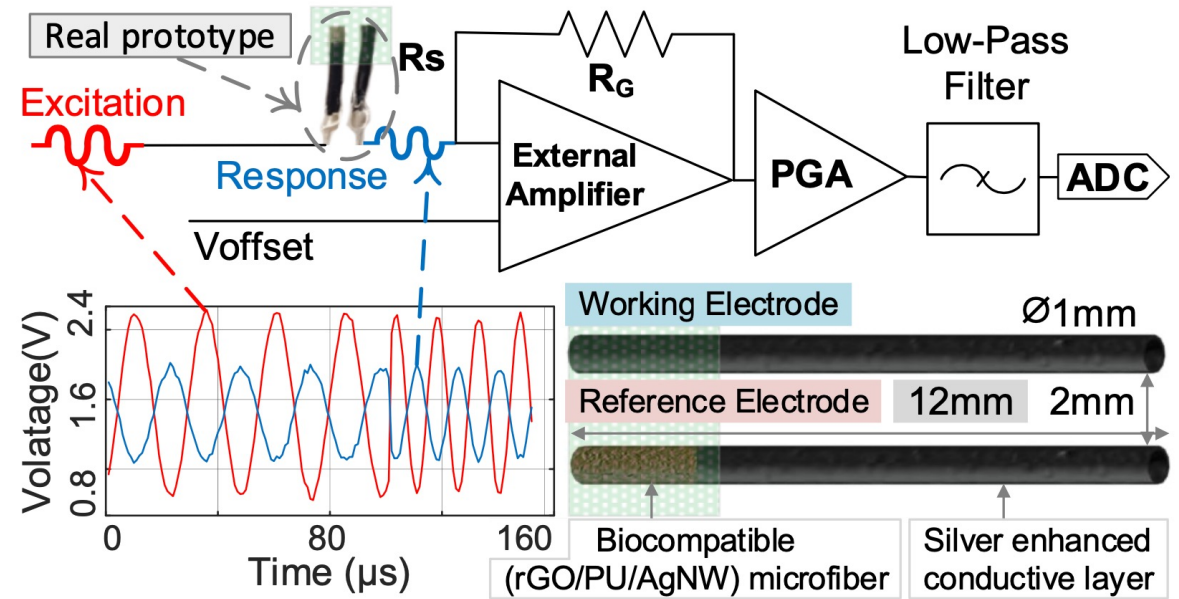 Real prototype
Rs
Low-Pass
Filter
R_G
Excitation
Response
External
Amplifier
PGA
ADC
Voffset
Volatage(V)
2.4
1.6
0.8
0
80
160
Time (µs)
Working Electrode
Ø1mm
Reference Electrode
12mm
2mm
Biocompatible
(rGO/PU/AgNW) microfiber
Silver enhanced
conductive layer